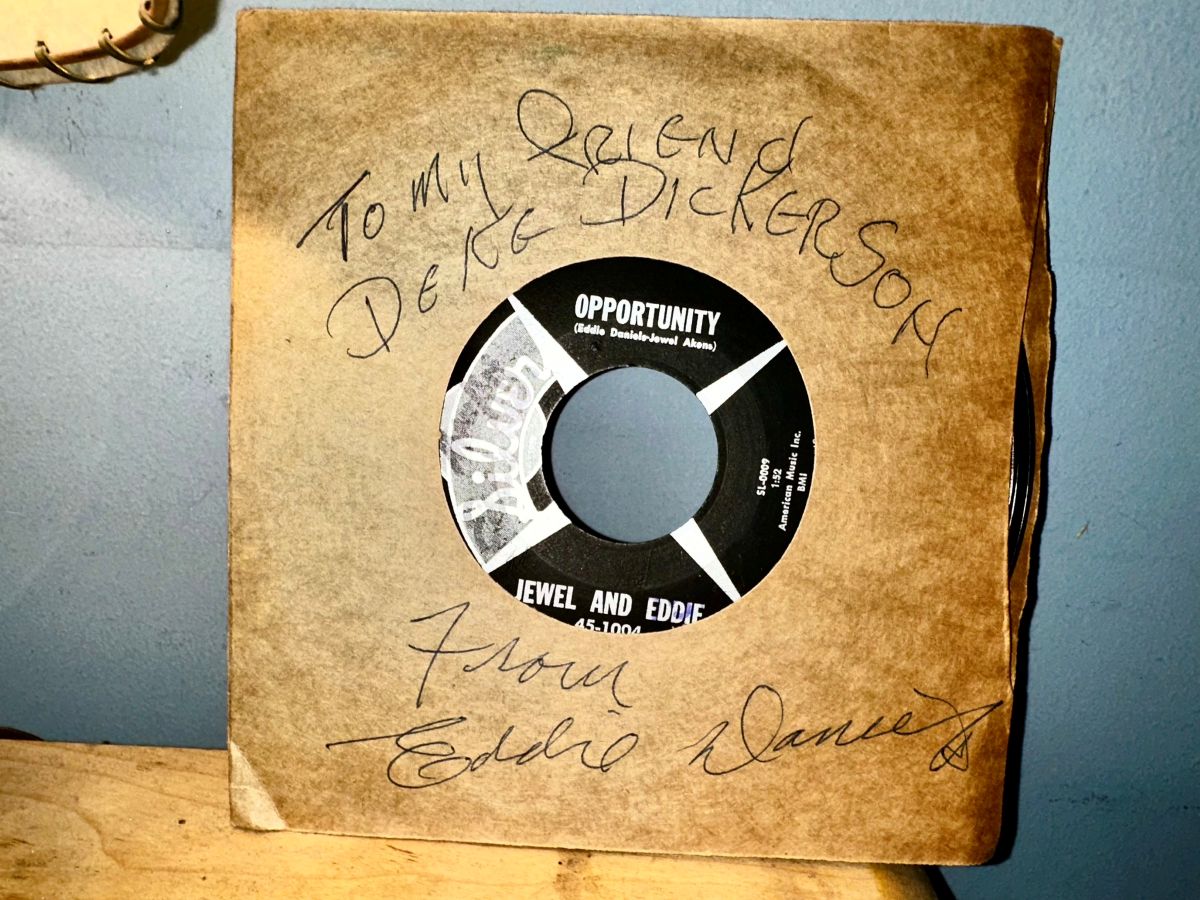 To My FRIEND
DEKE DICKERSON
OPPORTUNITY
(Eddie Daniels-Jewel Akens)
Silver
SL-0009
1:52
American Music Inc.
BMI
JEWEL AND EDDIE
45-1004
From
Eddie Daniels